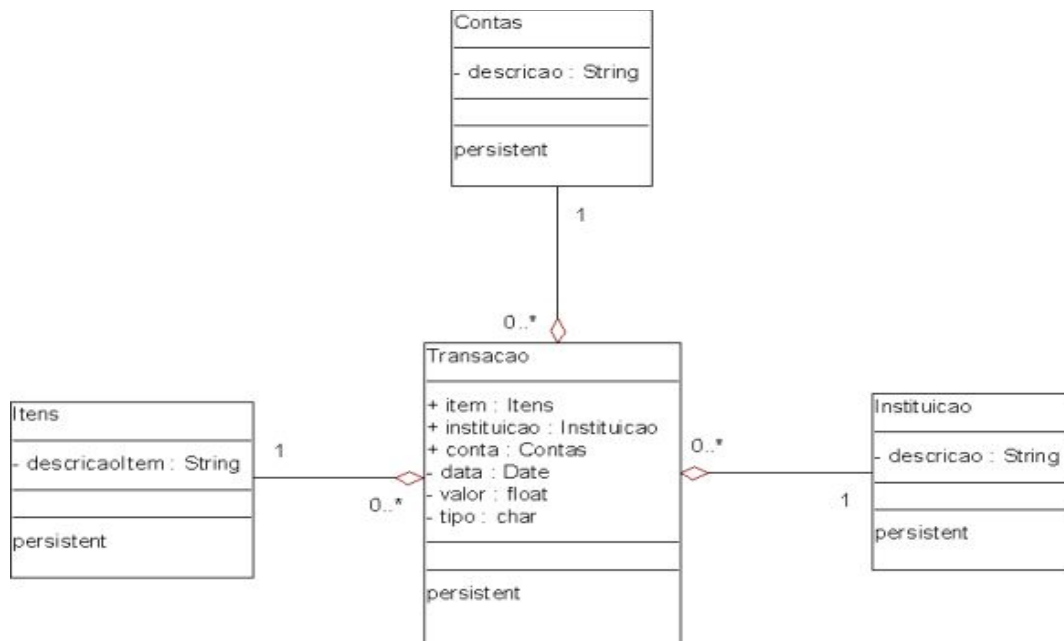 Contas
- descricao : String
persistent
1
0..*
Transacao
+ item : Itens
+ instituicao : Instituicao
+ conta : Contas
- data : Date
- valor : float
- tipo : char
persistent
Itens
- descricaoItem : String
persistent
1
0..*
Instituicao
- descricao : String
persistent
0..*
1